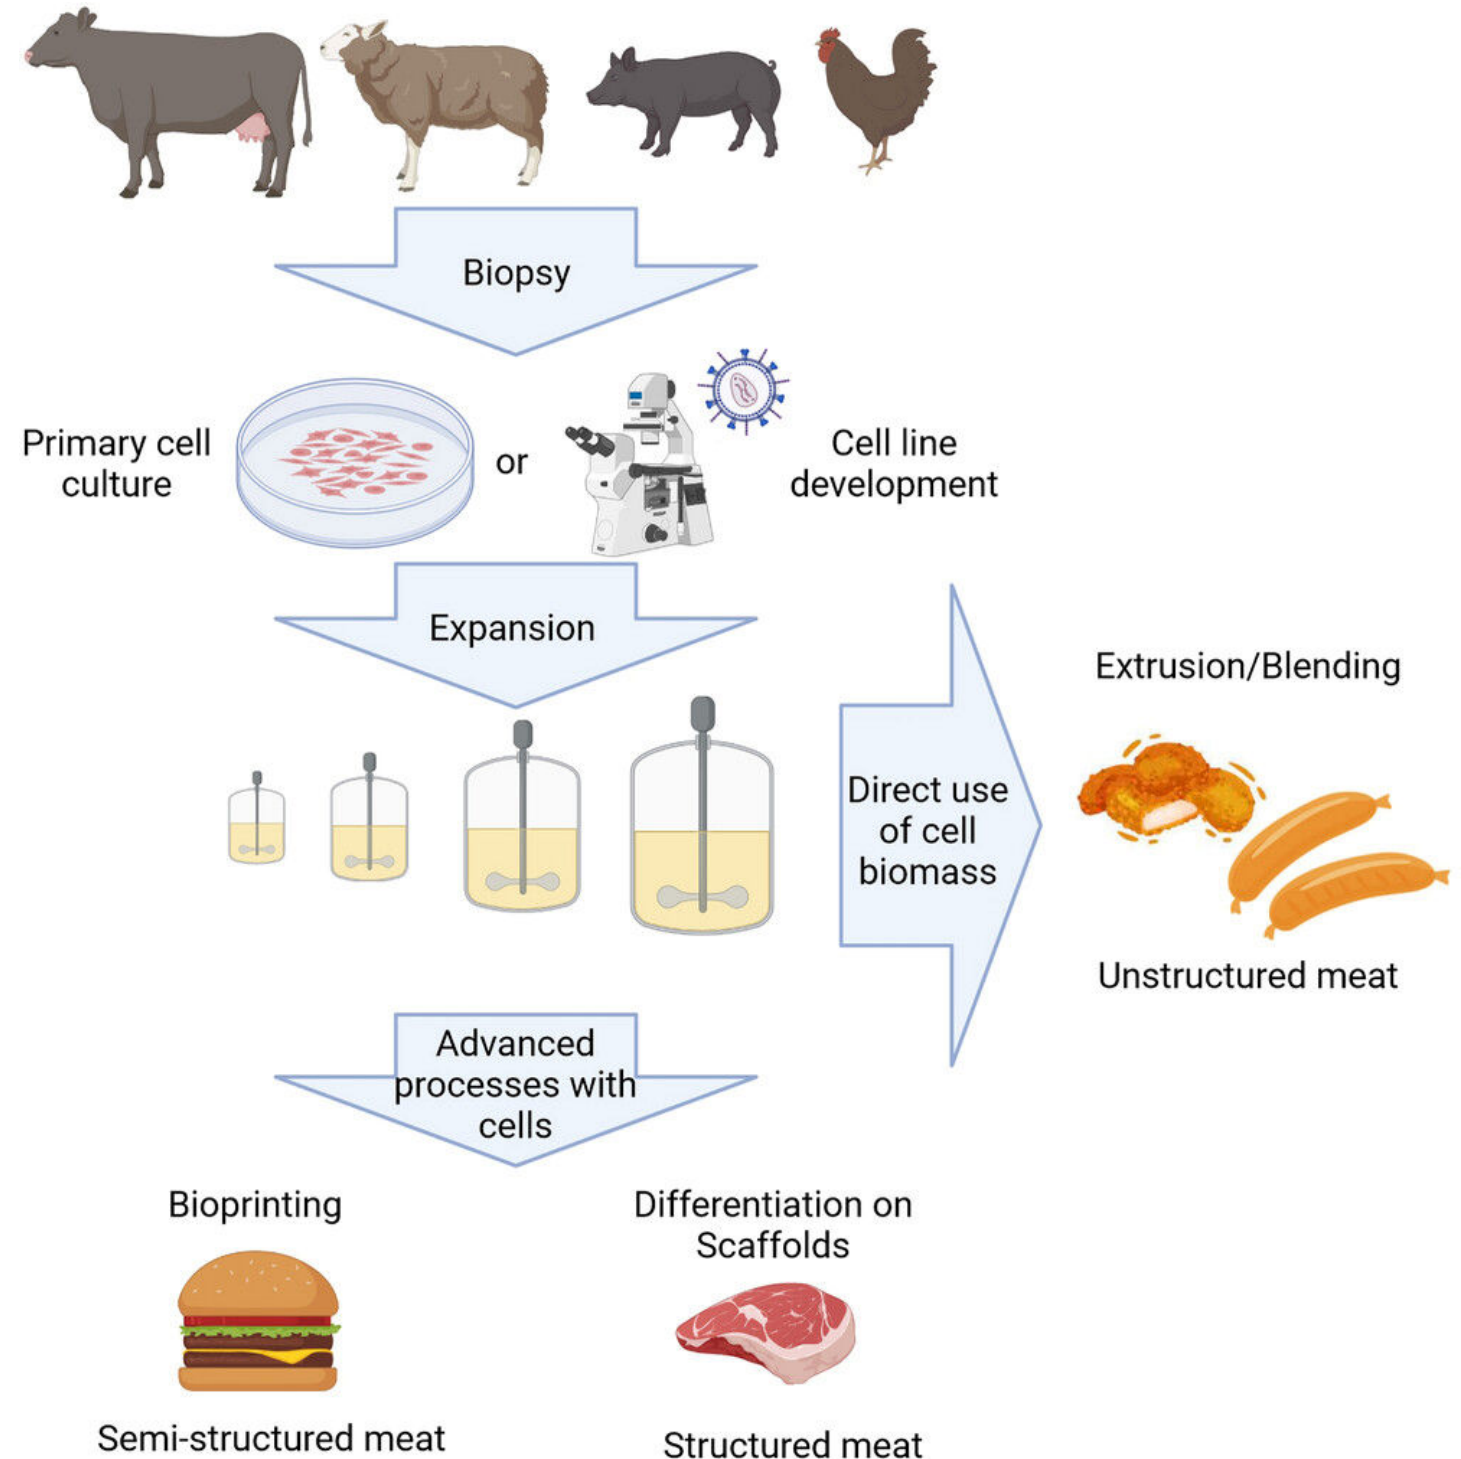 Biopsy
Primary cell
culture
or
Cell line
development
Expansion
Extrusion/Blending
Direct use
of cell
biomass
Unstructured meat
Advanced
processes with
cells
Bioprinting
Differentiation on
Scaffolds
Semi-structured meat
Structured meat